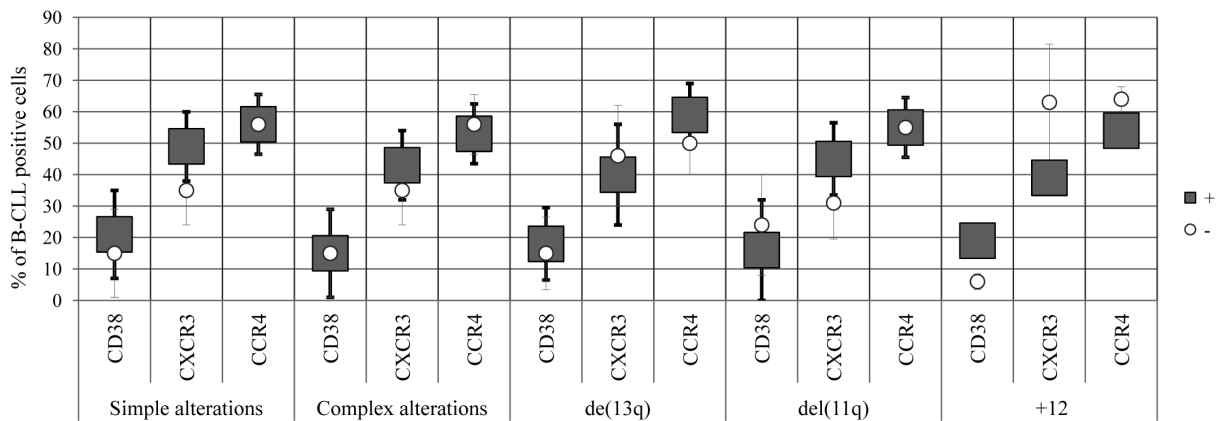 % of B-CLL positive cells
90
80
70
60
50
40
30
20
10
0
CD38
CXCR3
CCR4
CD38
CXCR3
CCR4
CD38
CXCR3
CCR4
CD38
CXCR3
CCR4
CD38
CXCR3
CCR4
Simple alterations
Complex alterations
de(13q)
del(11q)
+12
+
-